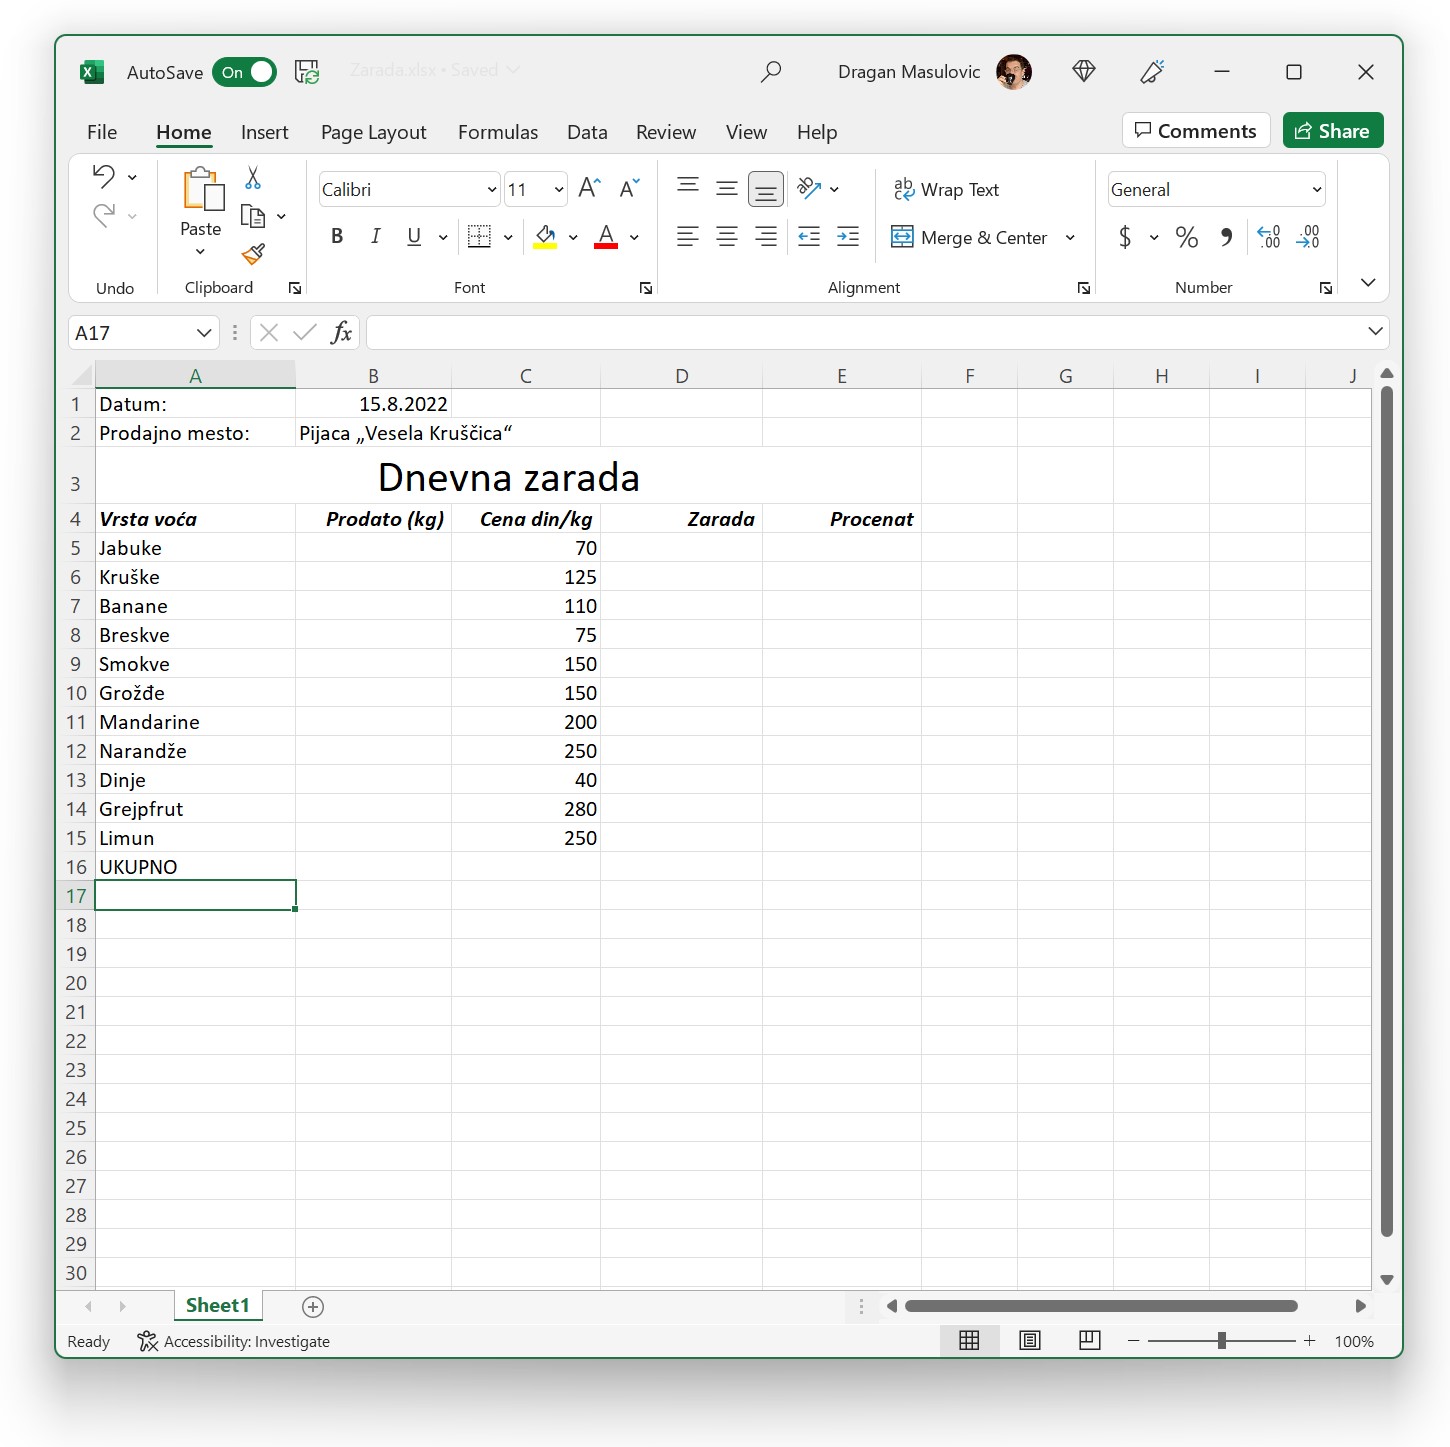 AutoSave On Zarada.xlsx • Saved Dragan Masulovic
File Home Insert Page Layout Formulas Data Review View Help Comments Share
Paste
Calibri 11
B I U A
ab Wrap Text
Merge & Center
General
$ % 9 .00
Undo Clipboard Font Alignment Number
A17 fx
A B C D E F G H I J
1 Datum: 15.8.2022
2 Prodajno mesto: Pijaca „Vesela Kruščica“
3 Dnevna zarada
4 Vrsta voća Prodato (kg) Cena din/kg Zarada Procenat
5 Jabuke 70
6 Kruške 125
7 Banane 110
8 Breskve 75
9 Smokve 150
10 Grožđe 150
11 Mandarine 200
12 Narandže 250
13 Dinje 40
14 Grejpfrut 280
15 Limun 250
16 UKUPNO
17
18
19
20
21
22
23
24
25
26
27
28
29
30
Sheet1
Ready Accessibility: Investigate 100%